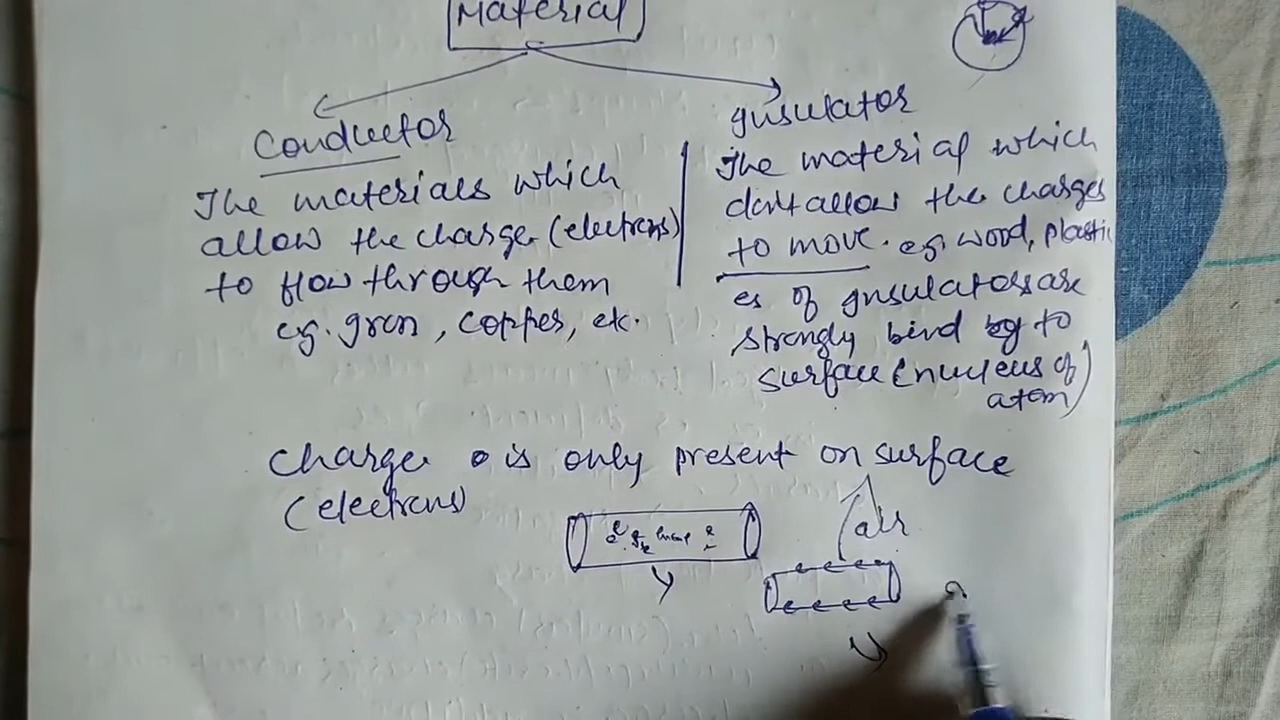 Material
Conductor
The materials which
allow the charge (electrons)
to flow through them
eg. Iron, copper, etc.
Insulator
The material which
don't allow the charges
to move. eg. wood, plastic
es of Insulators are
strongly bind to
surface (nucleus of
atom)
Charge is only present on surface
(electrons)
air